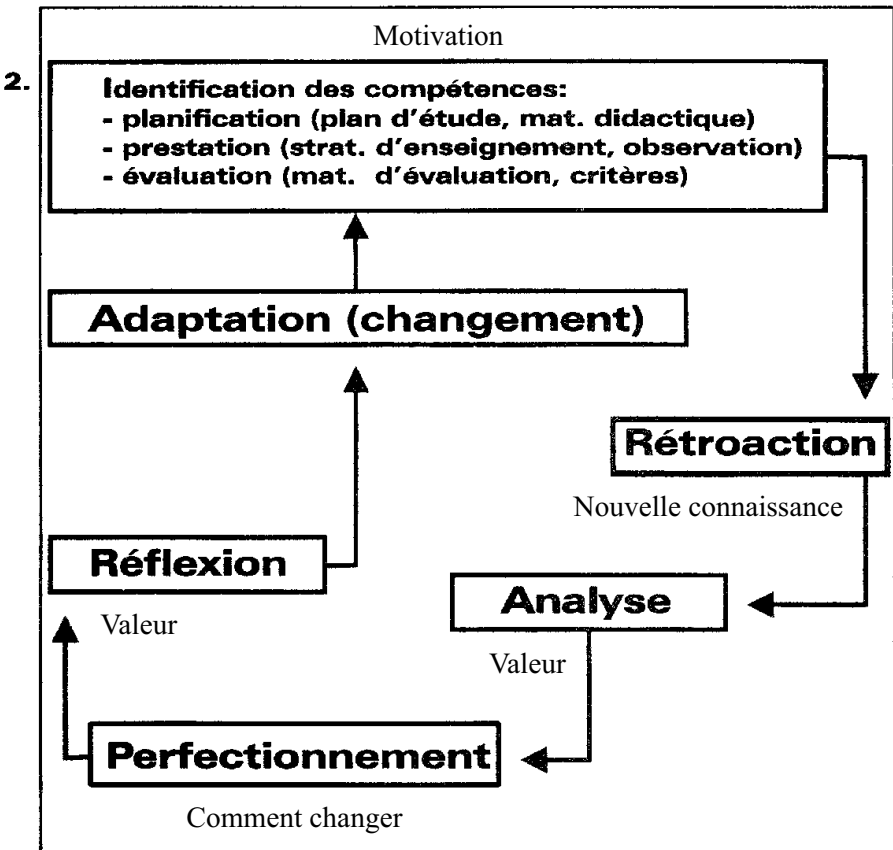 Motivation
2.
Identification des compétences:
- planification (plan d'étude, mat. didactique)
- prestation (strat. d'enseignement, observation)
- évaluation (mat. d'évaluation, critères)
Adaptation (changement)
Rétroaction
Nouvelle connaissance
Réflexion
Analyse
Valeur
Valeur
Perfectionnement
Comment changer